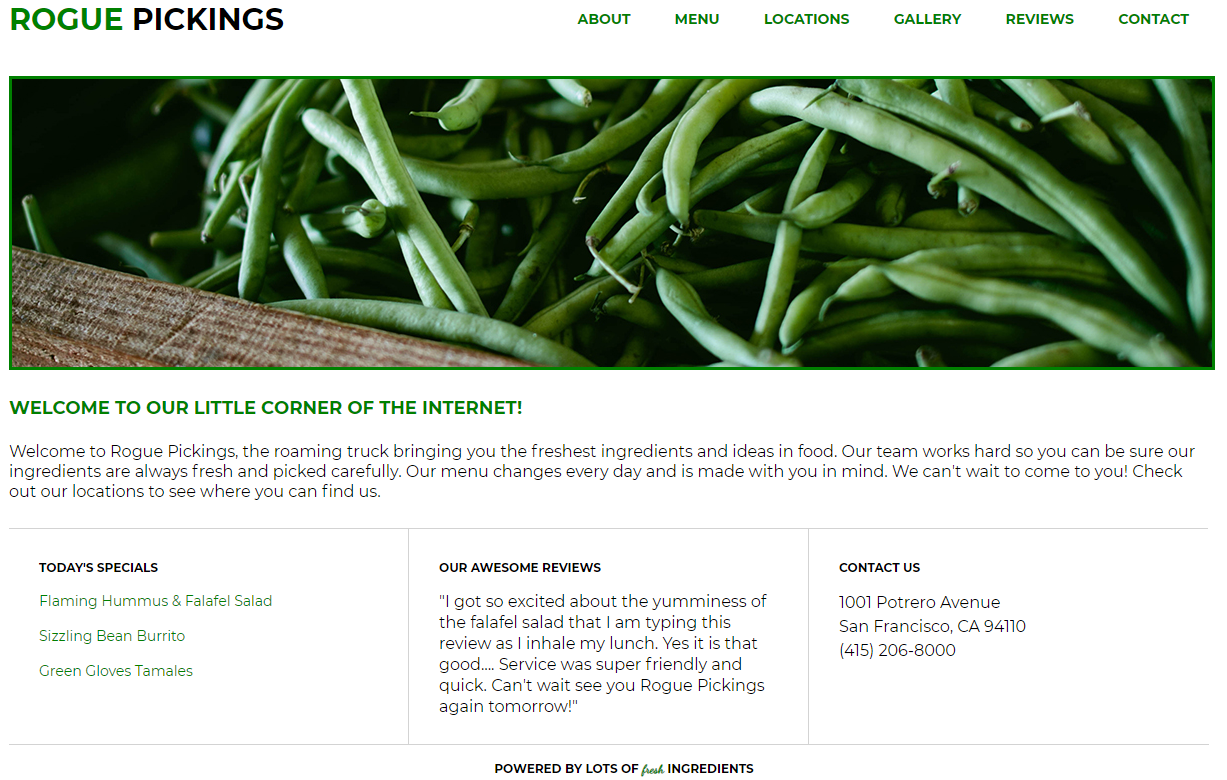 ROGUE PICKINGS
ABOUT MENU LOCATIONS GALLERY REVIEWS CONTACT
WELCOME TO OUR LITTLE CORNER OF THE INTERNET!
Welcome to Rogue Pickings, the roaming truck bringing you the freshest ingredients and ideas in food. Our team works hard so you can be sure our
ingredients are always fresh and picked carefully. Our menu changes every day and is made with you in mind. We can't wait to come to you! Check
out our locations to see where you can find us.
TODAY'S SPECIALS
Flaming Hummus & Falafel Salad
Sizzling Bean Burrito
Green Gloves Tamales
OUR AWESOME REVIEWS
"I got so excited about the yumminess of
the falafel salad that I am typing this
review as I inhale my lunch. Yes it is that
good.... Service was super friendly and
quick. Can't wait see you Rogue Pickings
again tomorrow!"
CONTACT US
1001 Potrero Avenue
San Francisco, CA 94110
(415) 206-8000
POWERED BY LOTS OF fresh INGREDIENTS